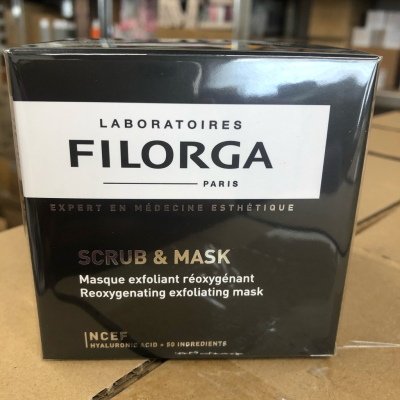 LABORATOIRES
FILORGA
PARIS
EXPERT EN MÉDECINE ESTHÉTIQUE
SCRUB & MASK
Masque exfoliant réoxygénant
Reoxygenating exfoliating mask
NCEF
HYALURONIC ACID + 50 INGREDIENTS